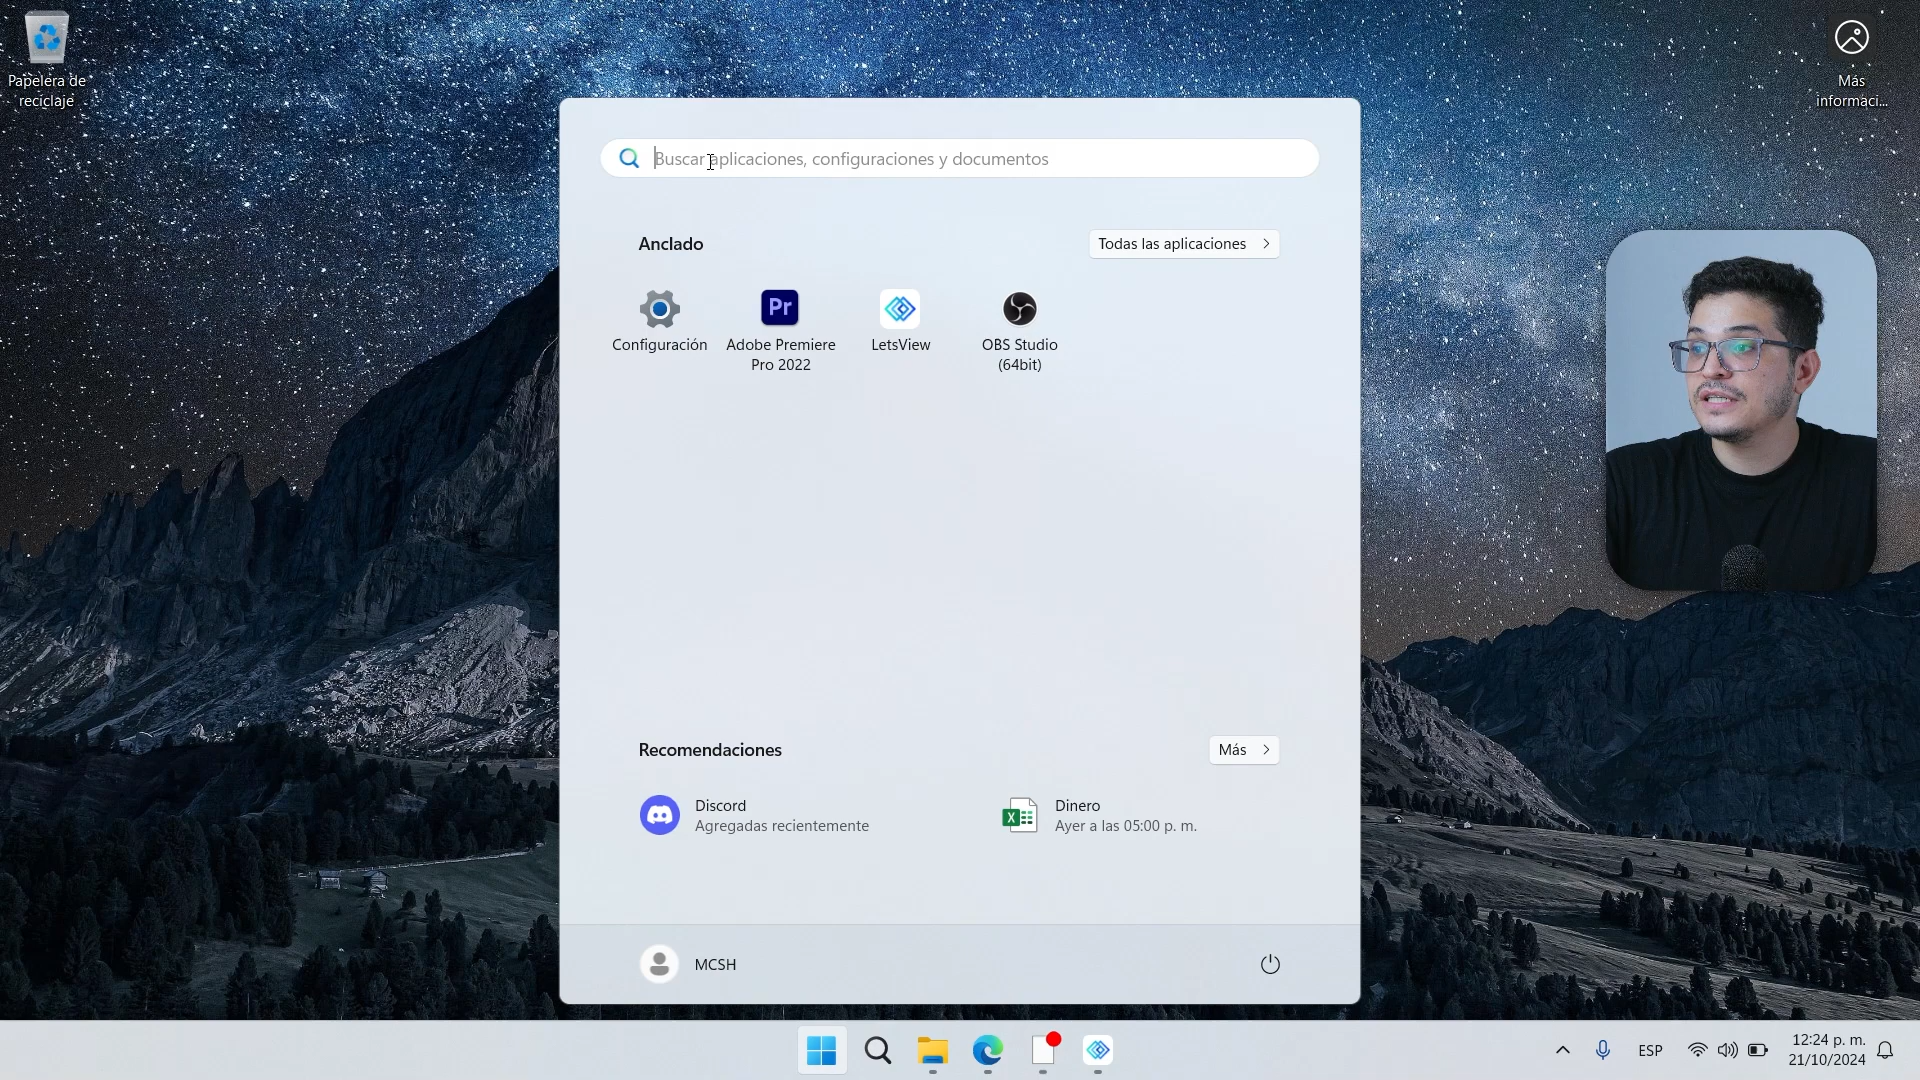 Papelera de
reciclaje
Más
informaci...
Buscar aplicaciones, configuraciones y documentos
Anclado
Todas las aplicaciones
Pr
Configuración
Adobe Premiere
Pro 2022
LetsView
OBS Studio
(64bit)
Recomendaciones
Más
Discord
Agregadas recientemente
X
Dinero
Ayer a las 05:00 p. m.
MCSH
ESP
12:24 p. m.
21/10/2024